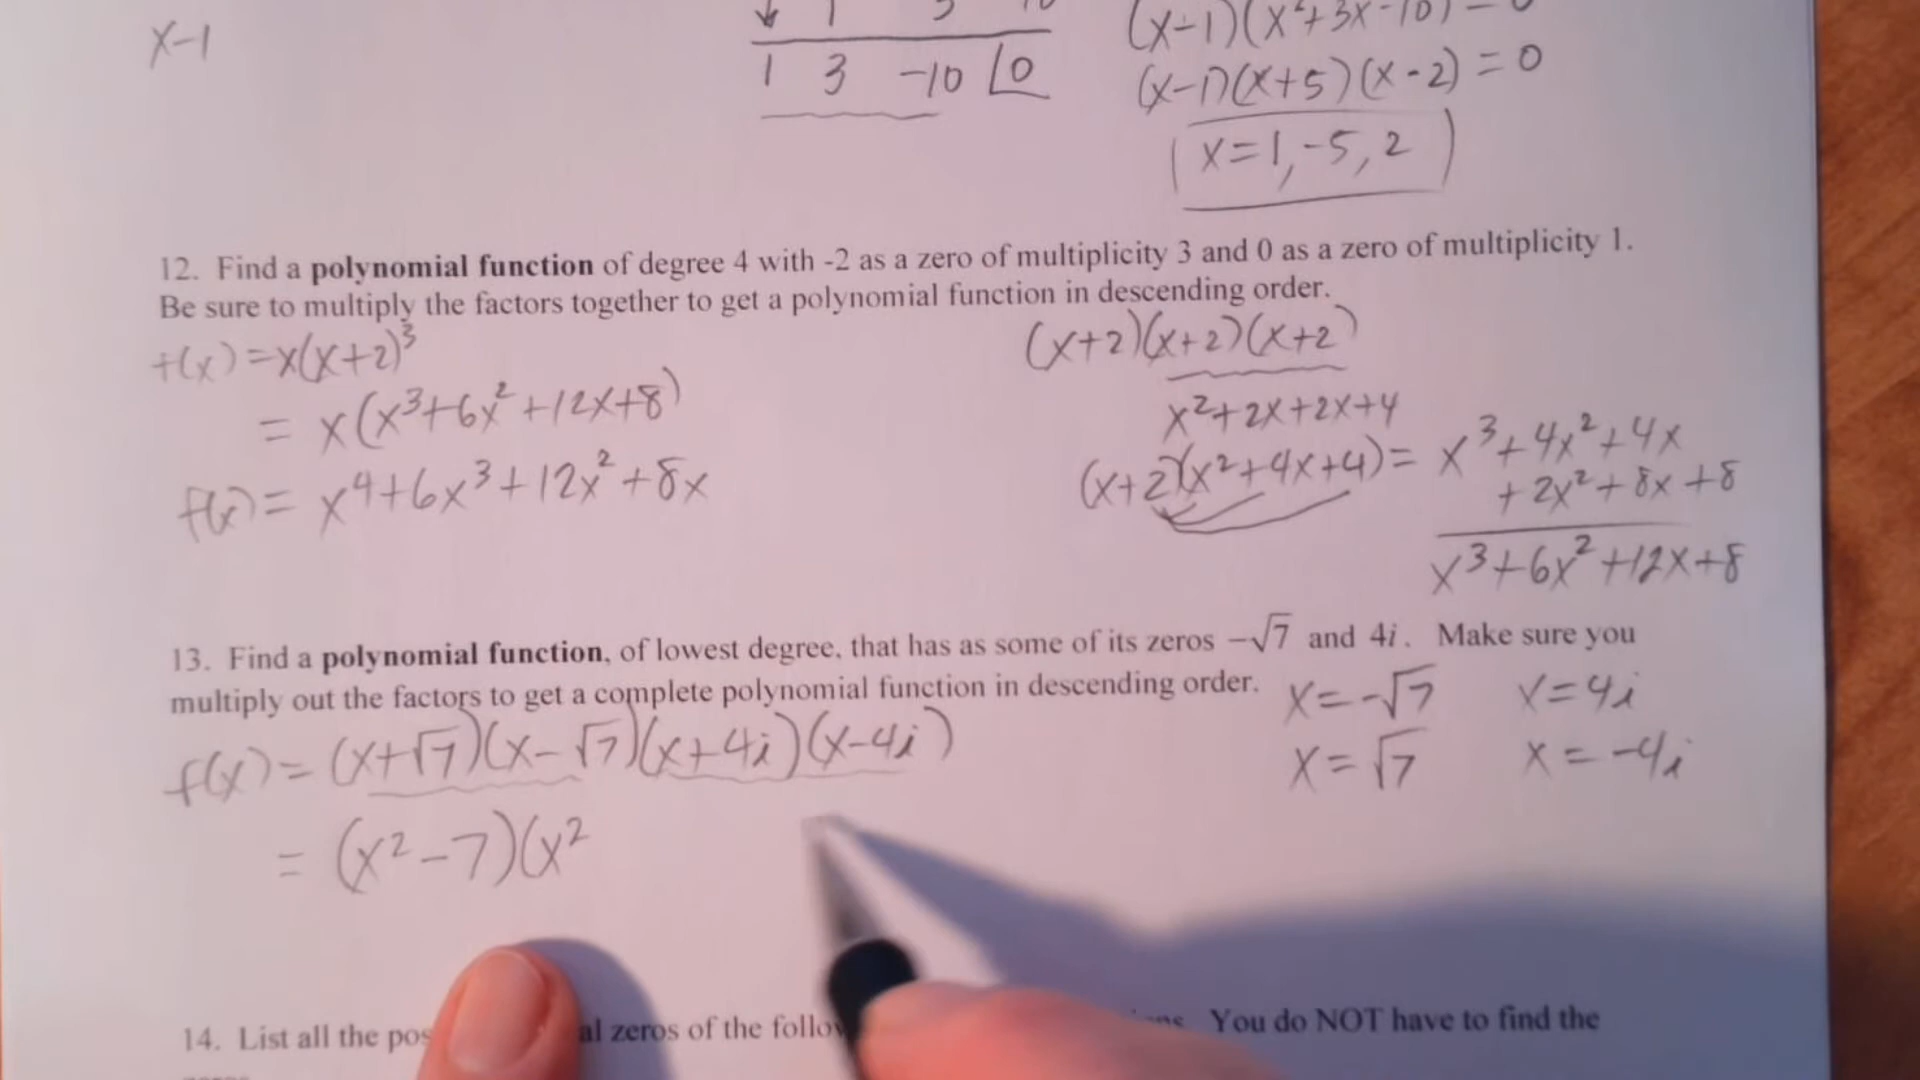 x-1
1
1 3 -10 0
(x-1)(x²+3x-10)=0
(x-1)(x+5)(x-2)=0
x=1,-5,2
12. Find a polynomial function of degree 4 with -2 as a zero of multiplicity 3 and 0 as a zero of multiplicity 1.
Be sure to multiply the factors together to get a polynomial function in descending order.
f(x)=x(x+2)³
= x(x³+6x²+12x+8)
f(x)= x⁴+6x³+12x²+8x
(x+2)(x+2)(x+2)
x²+2x+2x+4
(x+2)(x²+4x+4)= x³+4x²+4x
+2x²+8x+8
x³+6x²+12x+8
13. Find a polynomial function, of lowest degree, that has as some of its zeros -√7 and 4i. Make sure you
multiply out the factors to get a complete polynomial function in descending order.
x=-√7 x=4i
x=√7 x=-4i
f(x)=(x+√7)(x-√7)(x+4i)(x-4i)
= (x²-7)(x²
14. List all the pos al zeros of the follow You do NOT have to find the